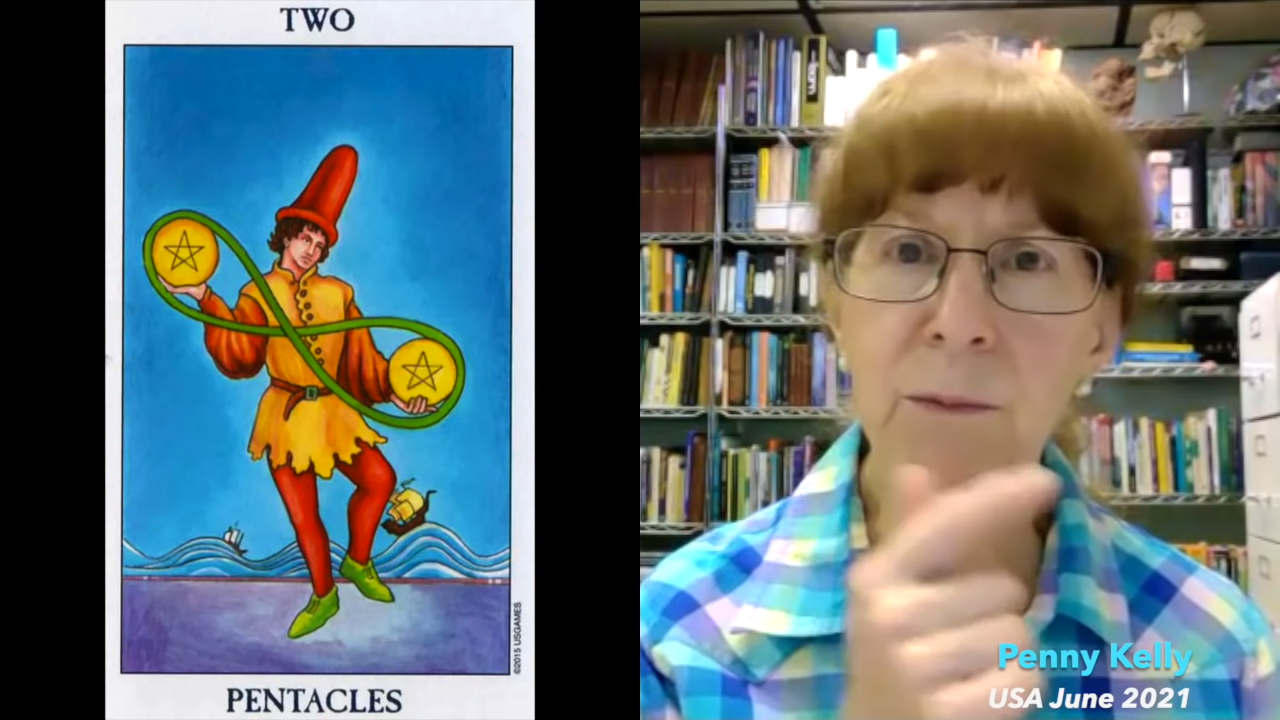 TWO
©2015 USGAMES
PENTACLES
Penny Kelly
USA June 2021